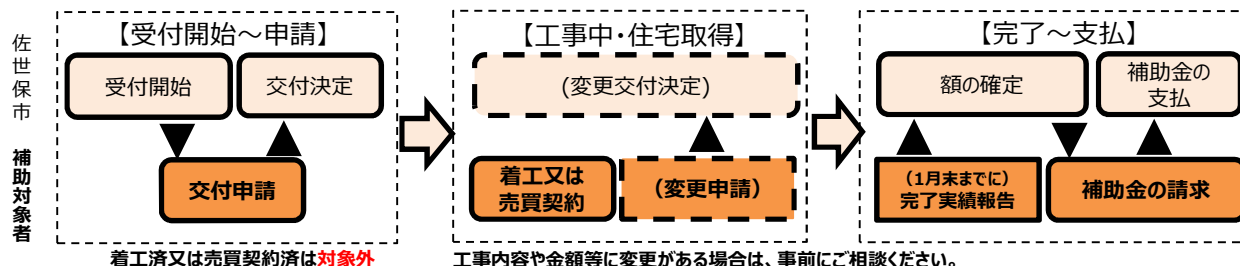 佐世保市
補助対象者
【受付開始～申請】
受付開始
交付決定
交付申請
着工済又は売買契約済は対象外
【工事中・住宅取得】
(変更交付決定)
着工又は
売買契約
(変更申請)
工事内容や金額等に変更がある場合は、事前にご相談ください。
【完了～支払】
額の確定
補助金の
支払
(1月末までに)
完了実績報告
補助金の請求